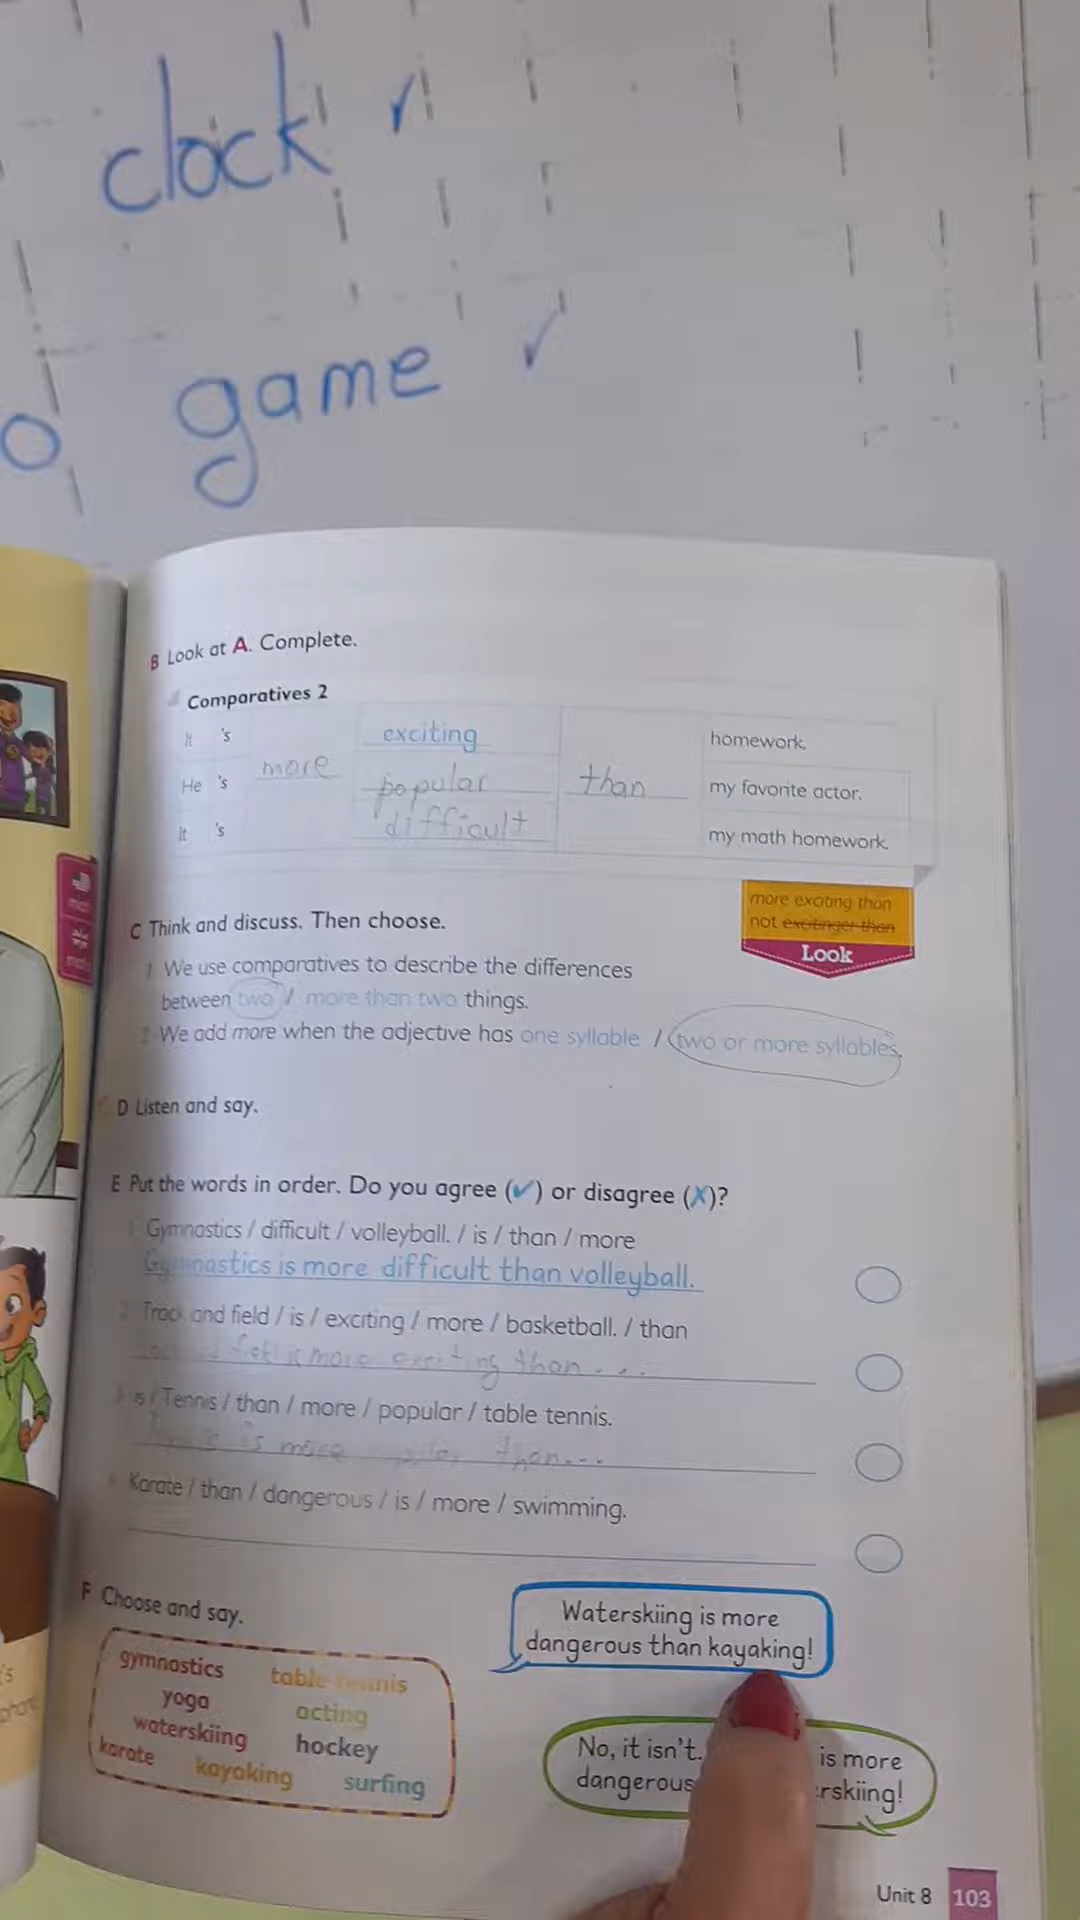 clock ✓
o game ✓
B Look at A. Complete.
Comparatives 2
It 's exciting homework.
He 's more popular than my favorite actor.
It 's difficult my math homework.
more exciting than
not excitinger than
Look
C Think and discuss. Then choose.
1 We use comparatives to describe the differences
between two / more than two things.
2 We add more when the adjective has one syllable / two or more syllables.
D Listen and say.
E Put the words in order. Do you agree (✓) or disagree (✗)?
1 Gymnastics / difficult / volleyball. / is / than / more
Gymnastics is more difficult than volleyball.
2 Track and field / is / exciting / more / basketball. / than
is more exciting than ...
3 is / Tennis / than / more / popular / table tennis.
is more than ...
Karate / than / dangerous / is / more / swimming.
F Choose and say.
gymnastics table tennis
yoga acting
waterskiing hockey
karate kayaking surfing
Waterskiing is more
dangerous than kayaking!
No, it isn't. is more
dangerous erskiing!
Unit 8 103